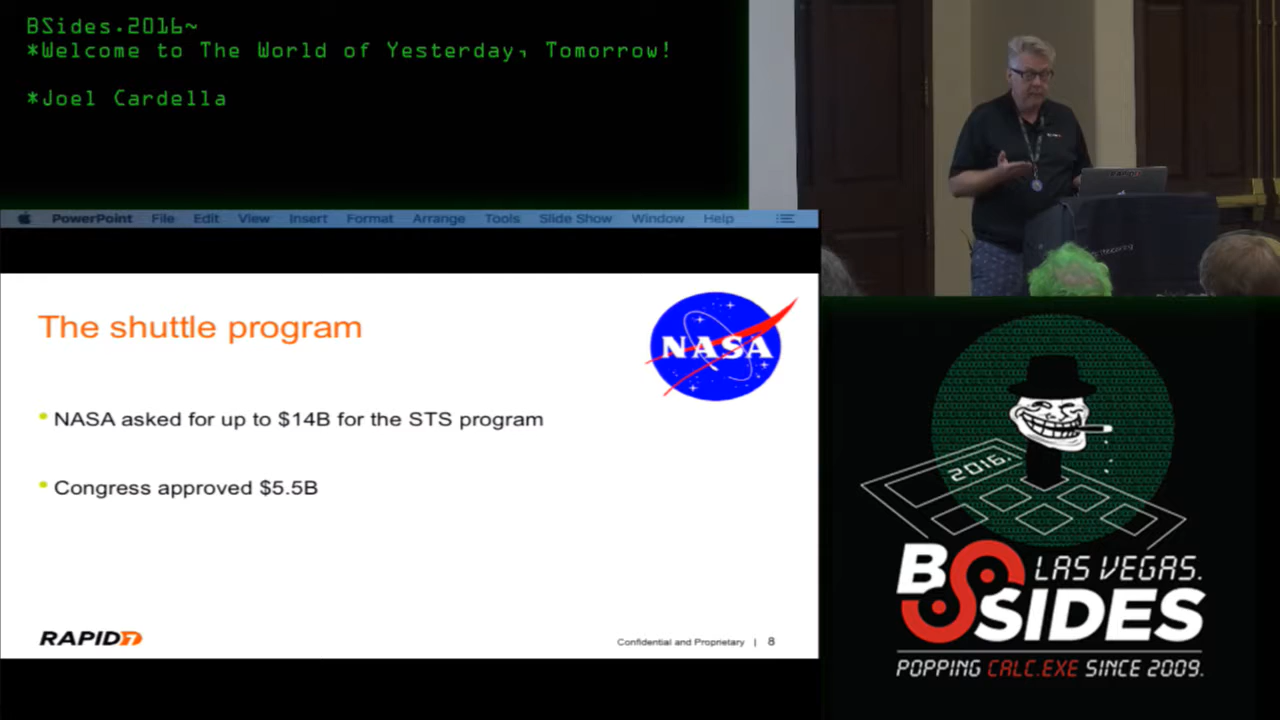 BSides.2016~
*Welcome to The World of Yesterday, Tomorrow!
*Joel Cardella
PowerPoint File Edit View Insert Format Arrange Tools Slide Show Window Help
The shuttle program
NASA
• NASA asked for up to $14B for the STS program
• Congress approved $5.5B
RAPID7
Confidential and Proprietary | 8
2016.
BSIDES
LAS VEGAS.
POPPING CALC.EXE SINCE 2009.